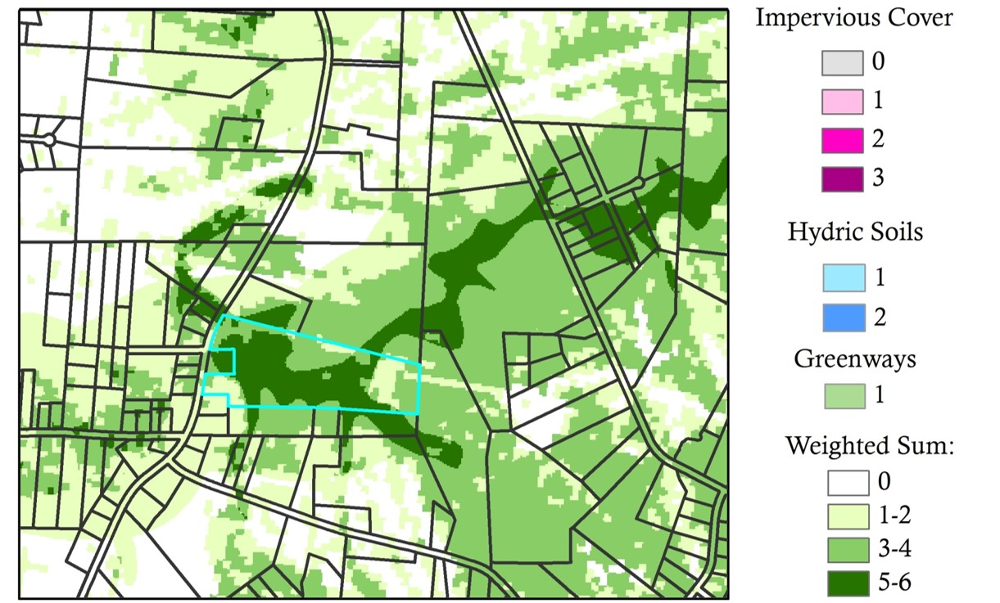 Impervious Cover
0
1
2
3
Hydric Soils
1
2
Greenways
1
Weighted Sum:
0
1-2
3-4
5-6